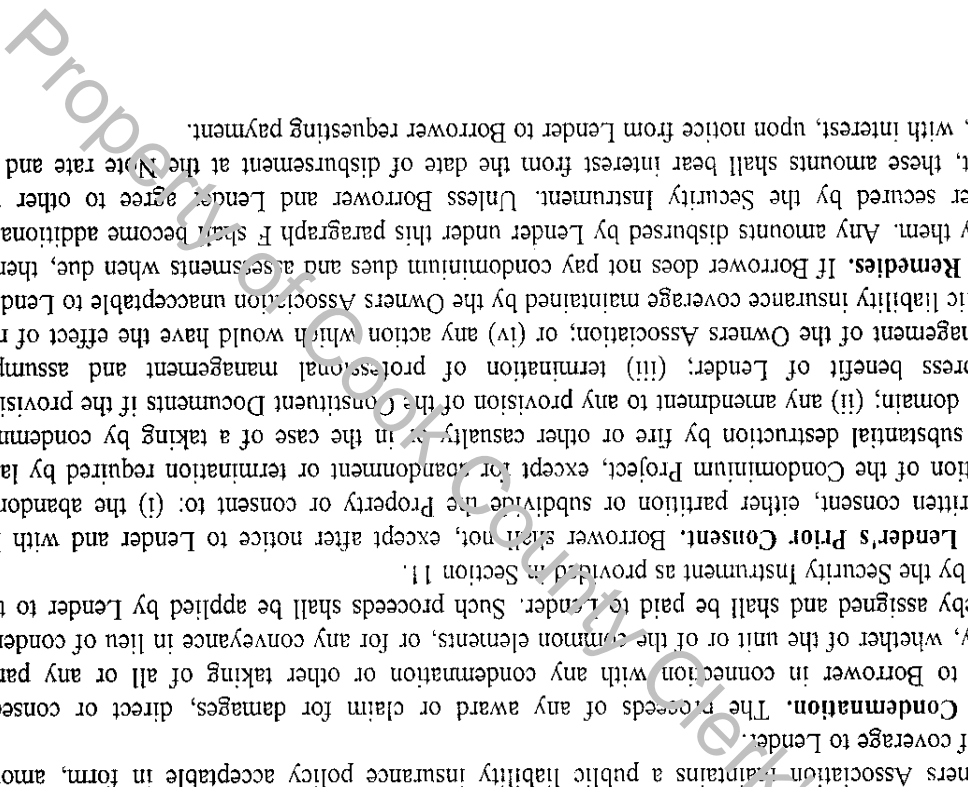 ners Association maintains a public liability insurance policy acceptable in form, amo
f coverage to Lender.
Condemnation. The proceeds of any award or claim for damages, direct or conse
to Borrower in connection with any condemnation or other taking of all or any par
y, whether of the unit or of the common elements, or for any conveyance in lieu of conde
by assigned and shall be paid to Lender. Such proceeds shall be applied by Lender to t
by the Security Instrument as provided in Section 11.
Lender's Prior Consent. Borrower shall not, except after notice to Lender and with
ritten consent, either partition or subdivide the Property or consent to: (i) the abandon
tion of the Condominium Project, except for abandonment or termination required by la
substantial destruction by fire or other casualty or in the case of a taking by condemn
domain; (ii) any amendment to any provision of the Constituent Documents if the provisi
press benefit of Lender; (iii) termination of professional management and assump
nagement of the Owners Association; or (iv) any action which would have the effect of r
lic liability insurance coverage maintained by the Owners Association unacceptable to Lend
Remedies. If Borrower does not pay condominium dues and assessments when due, then
y them. Any amounts disbursed by Lender under this paragraph F shall become additiona
er secured by the Security Instrument. Unless Borrower and Lender agree to other
t, these amounts shall bear interest from the date of disbursement at the Note rate and
, with interest, upon notice from Lender to Borrower requesting payment.
Property of Cook County Clerk